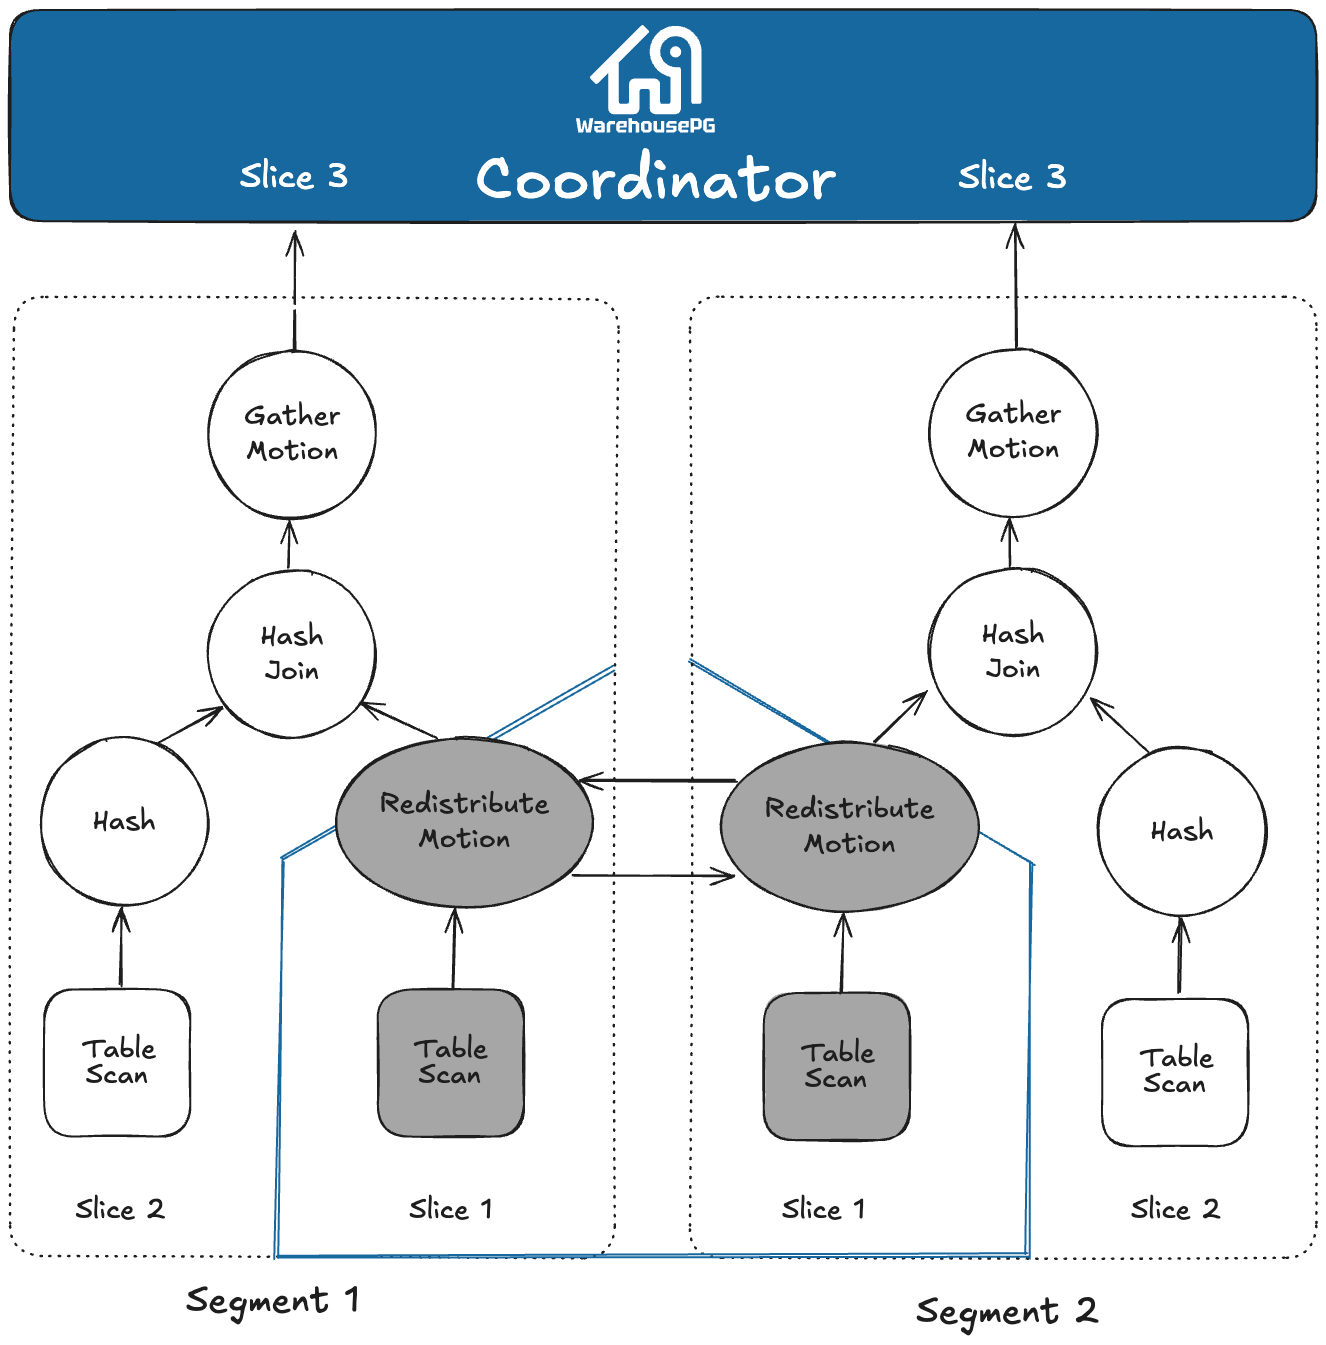 WarehousePG
Slice 3
Coordinator
Slice 3
Gather
Motion
Gather
Motion
Hash
Join
Hash
Join
Hash
Redistribute
Motion
Redistribute
Motion
Hash
Table
Scan
Table
Scan
Table
Scan
Table
Scan
Slice 2
Slice 1
Slice 1
Slice 2
Segment 1
Segment 2